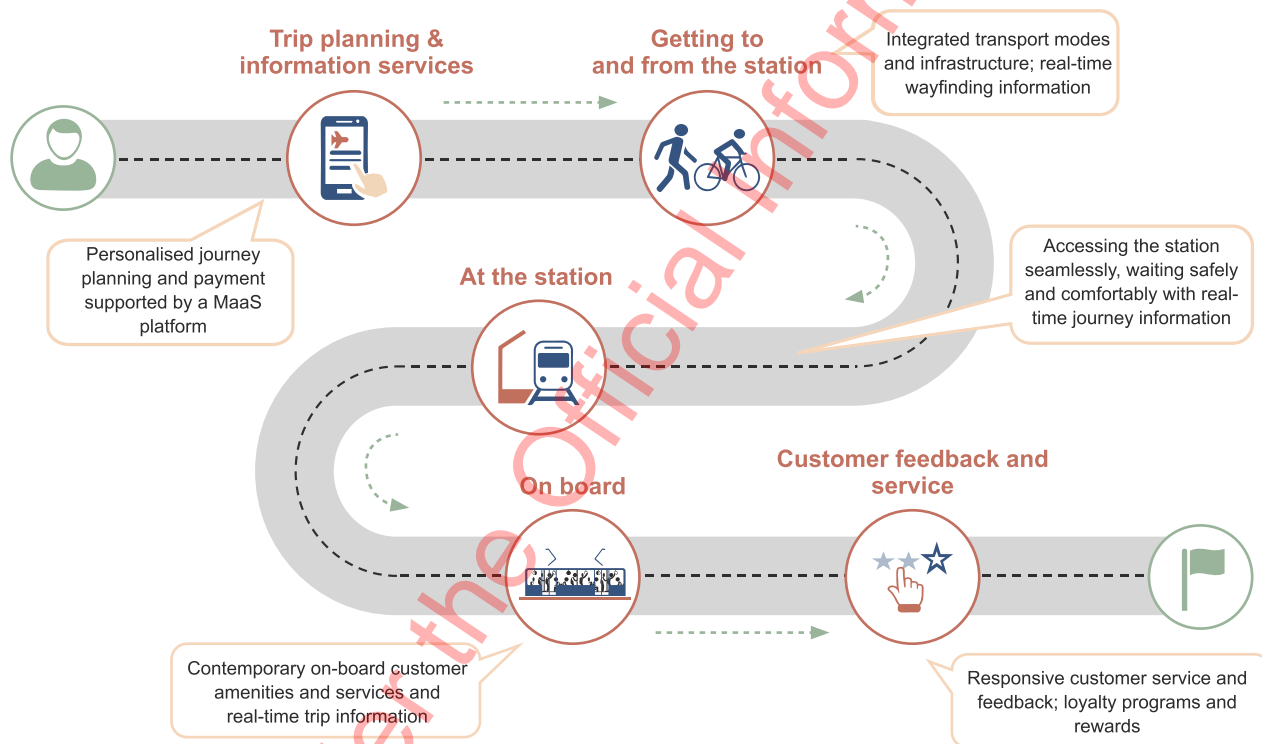 Trip planning &
information services
Getting to
and from the station
Integrated transport modes
and infrastructure; real-time
wayfinding information
Personalised journey
planning and payment
supported by a MaaS
platform
At the station
Accessing the station
seamlessly, waiting safely
and comfortably with real-
time journey information
On board
Customer feedback and
service
Contemporary on-board customer
amenities and services and
real-time trip information
Responsive customer service and
feedback; loyalty programs and
rewards
the Official